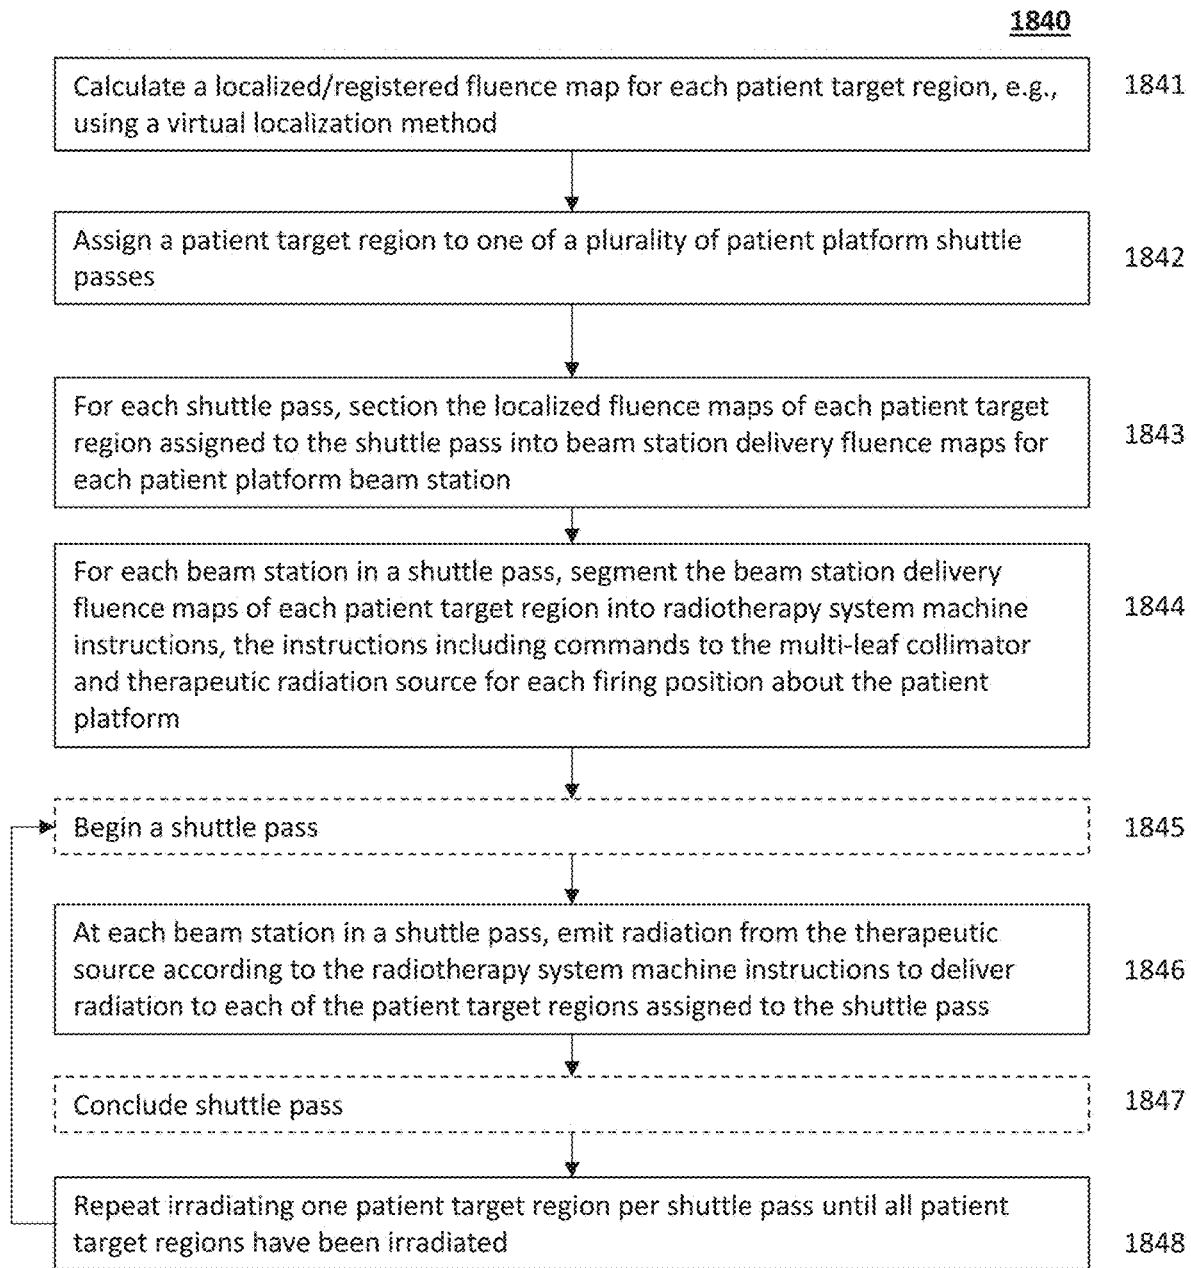 1840
Calculate a localized/registered fluence map for each patient target region, e.g.,
using a virtual localization method
1841
Assign a patient target region to one of a plurality of patient platform shuttle
passes
1842
For each shuttle pass, section the localized fluence maps of each patient target
region assigned to the shuttle pass into beam station delivery fluence maps for
each patient platform beam station
1843
For each beam station in a shuttle pass, segment the beam station delivery
fluence maps of each patient target region into radiotherapy system machine
instructions, the instructions including commands to the multi-leaf collimator
and therapeutic radiation source for each firing position about the patient
platform
1844
Begin a shuttle pass
1845
At each beam station in a shuttle pass, emit radiation from the therapeutic
source according to the radiotherapy system machine instructions to deliver
radiation to each of the patient target regions assigned to the shuttle pass
1846
Conclude shuttle pass
1847
Repeat irradiating one patient target region per shuttle pass until all patient
target regions have been irradiated
1848